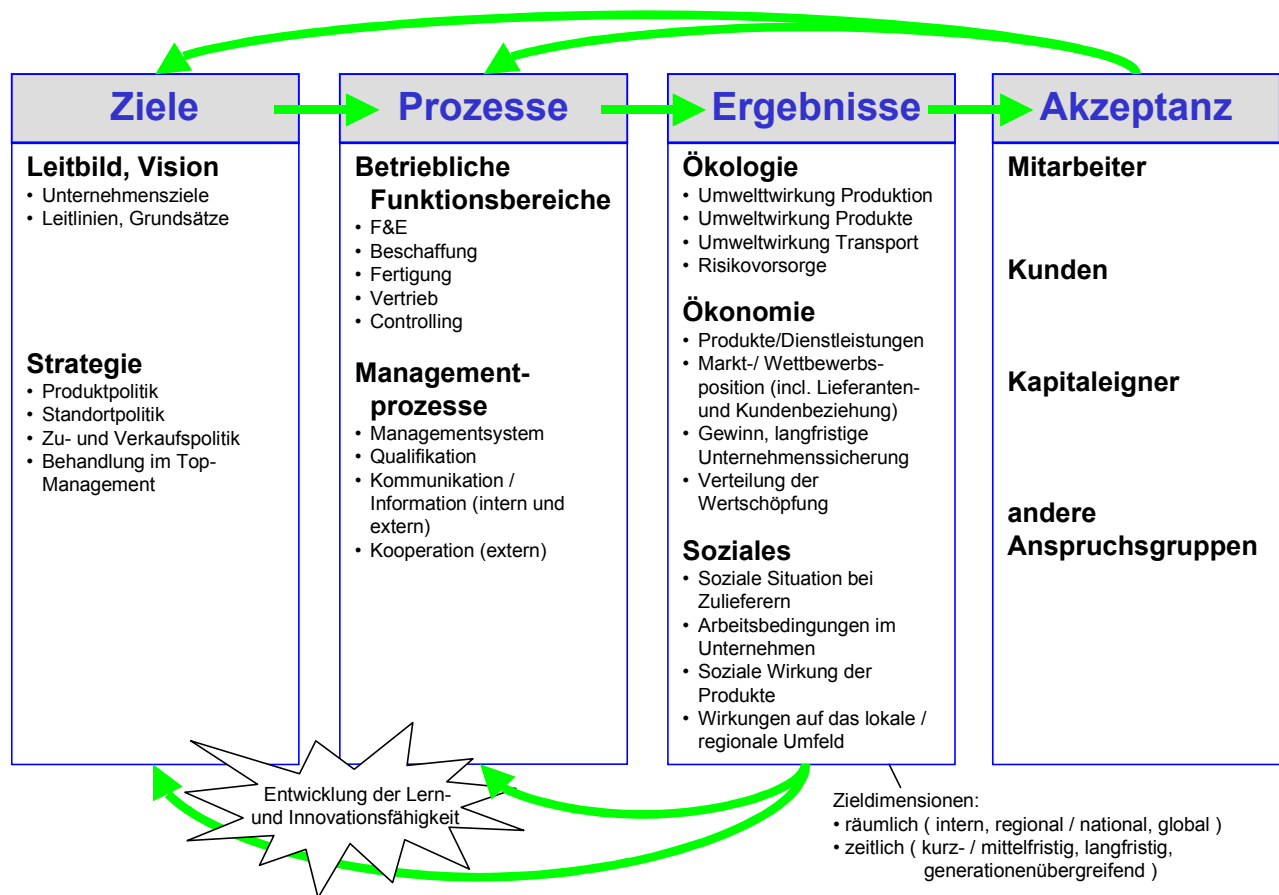 Ziele
Leitbild, Vision
• Unternehmensziele
• Leitlinien, Grundsätze
Strategie
• Produktpolitik
• Standortpolitik
• Zu- und Verkaufspolitik
• Behandlung im Top-
Management
Prozesse
Betriebliche
Funktionsbereiche
• F&E
• Beschaffung
• Fertigung
• Vertrieb
• Controlling
Management-
prozesse
• Managementsystem
• Qualifikation
• Kommunikation /
Information (intern und
extern)
• Kooperation (extern)
Ergebnisse
Ökologie
• Umwelttwirkung Produktion
• Umweltwirkung Produkte
• Umweltwirkung Transport
• Risikovorsorge
Ökonomie
• Produkte/Dienstleistungen
• Markt-/ Wettbewerbs-
position (incl. Lieferanten-
und Kundenbeziehung)
• Gewinn, langfristige
Unternehmenssicherung
• Verteilung der
Wertschöpfung
Soziales
• Soziale Situation bei
Zulieferern
• Arbeitsbedingungen im
Unternehmen
• Soziale Wirkung der
Produkte
• Wirkungen auf das lokale /
regionale Umfeld
Akzeptanz
Mitarbeiter
Kunden
Kapitaleigner
andere
Anspruchsgruppen
Entwicklung der Lern-
und Innovationsfähigkeit
Zieldimensionen:
• räumlich ( intern, regional / national, global )
• zeitlich ( kurz- / mittelfristig, langfristig,
generationenübergreifend )